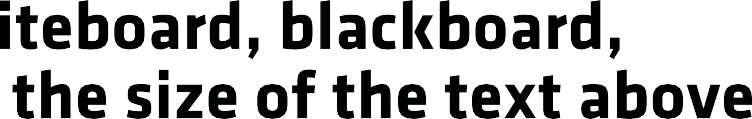 iteboard, blackboard,
the size of the text above